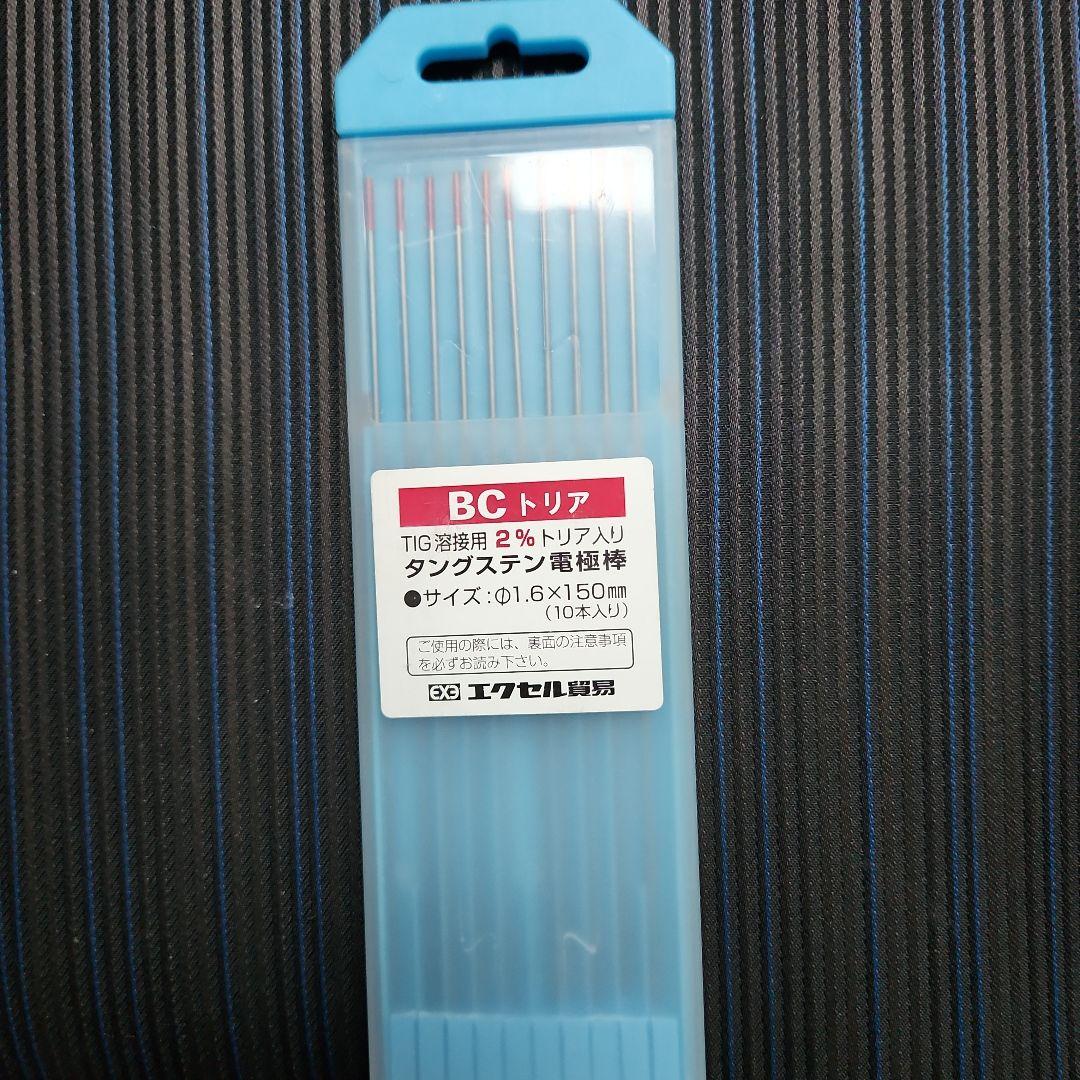 BCトリア
TIG溶接用 2%トリア入り
タングステン電極棒
●サイズ:φ1.6×150㎜
(10本入り)
ご使用の際には、裏面の注意事項
を必ずお読み下さい。
EXE エクセル貿易